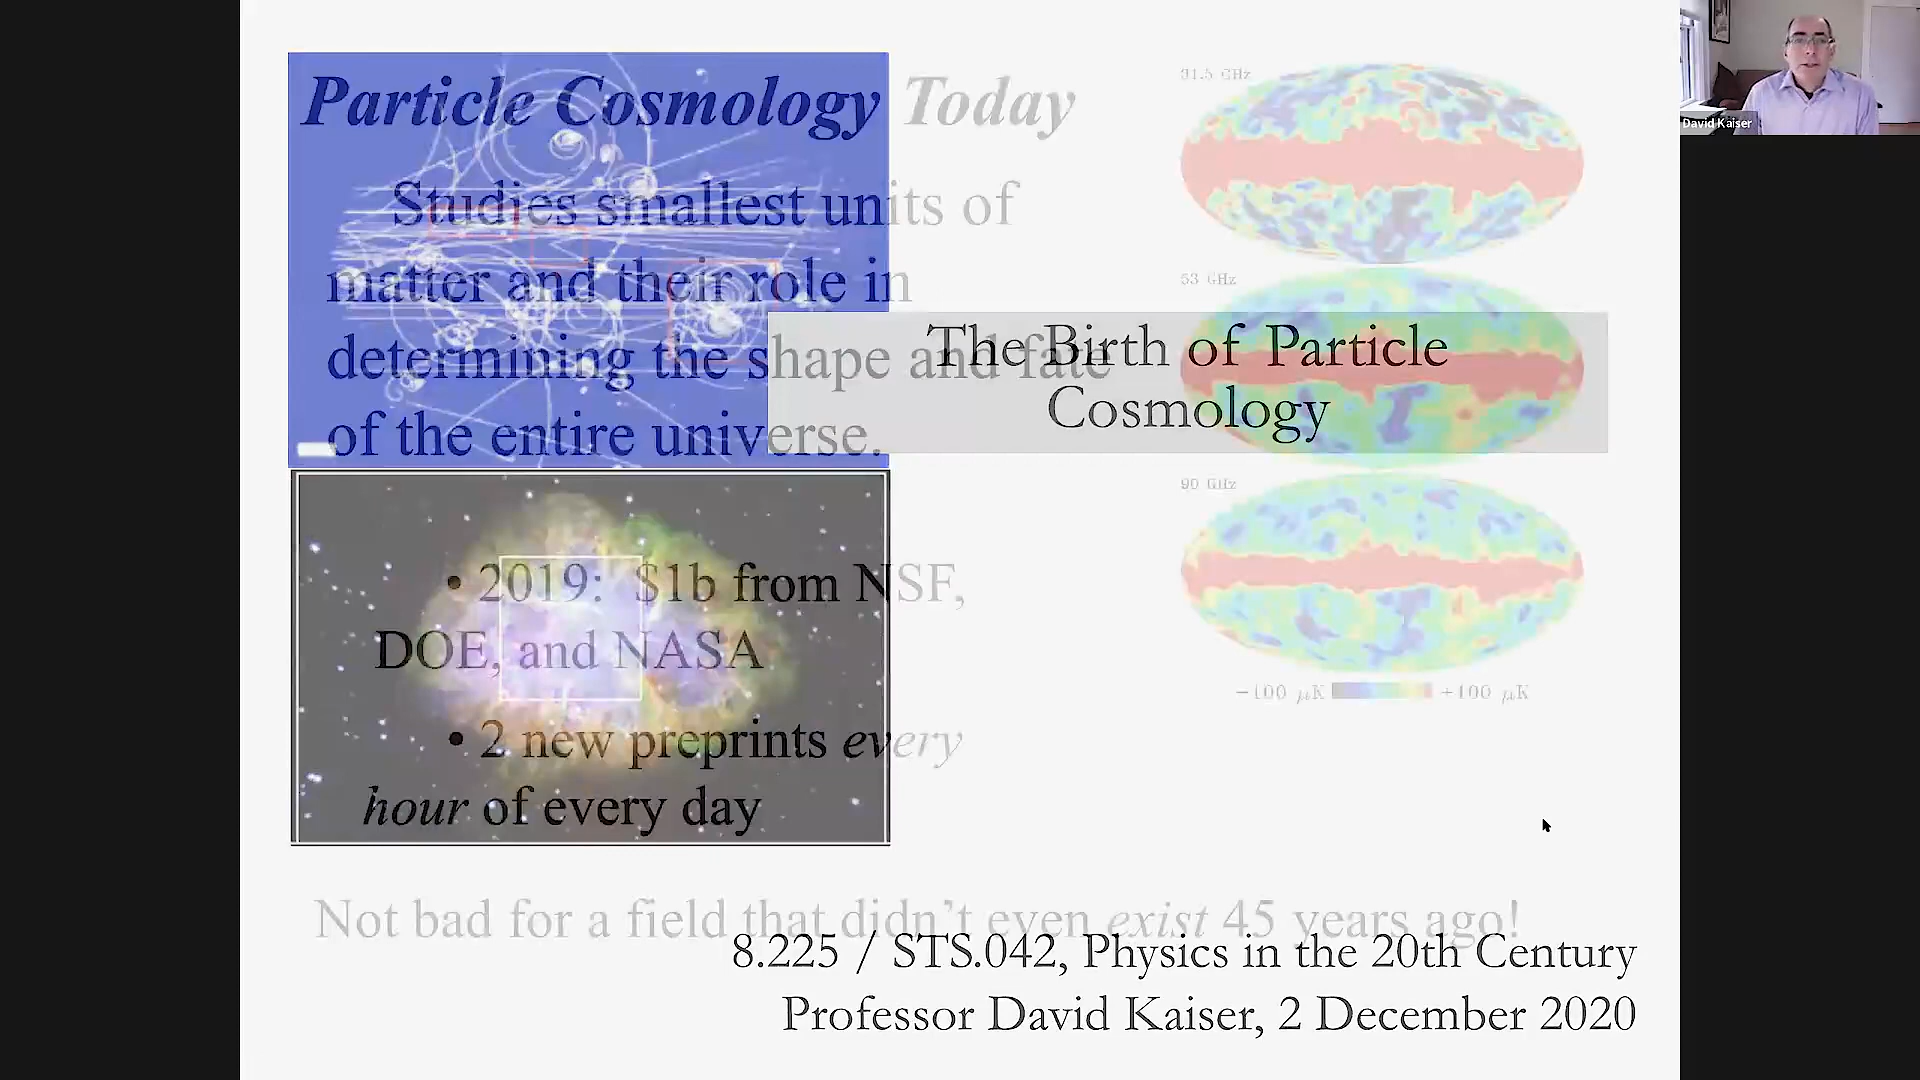 Particle Cosmology Today
Studies smallest units of
matter and their role in
determining the shape and fate
of the entire universe.
• 2019: $1b from NSF,
DOE, and NASA
• 2 new preprints every
hour of every day
Not bad for a field that didn't even exist 45 years ago!
31.5 GHz
53 GHz
90 GHz
−100 μK +100 μK
The Birth of Particle
Cosmology
8.225 / STS.042, Physics in the 20th Century
Professor David Kaiser, 2 December 2020
David Kaiser